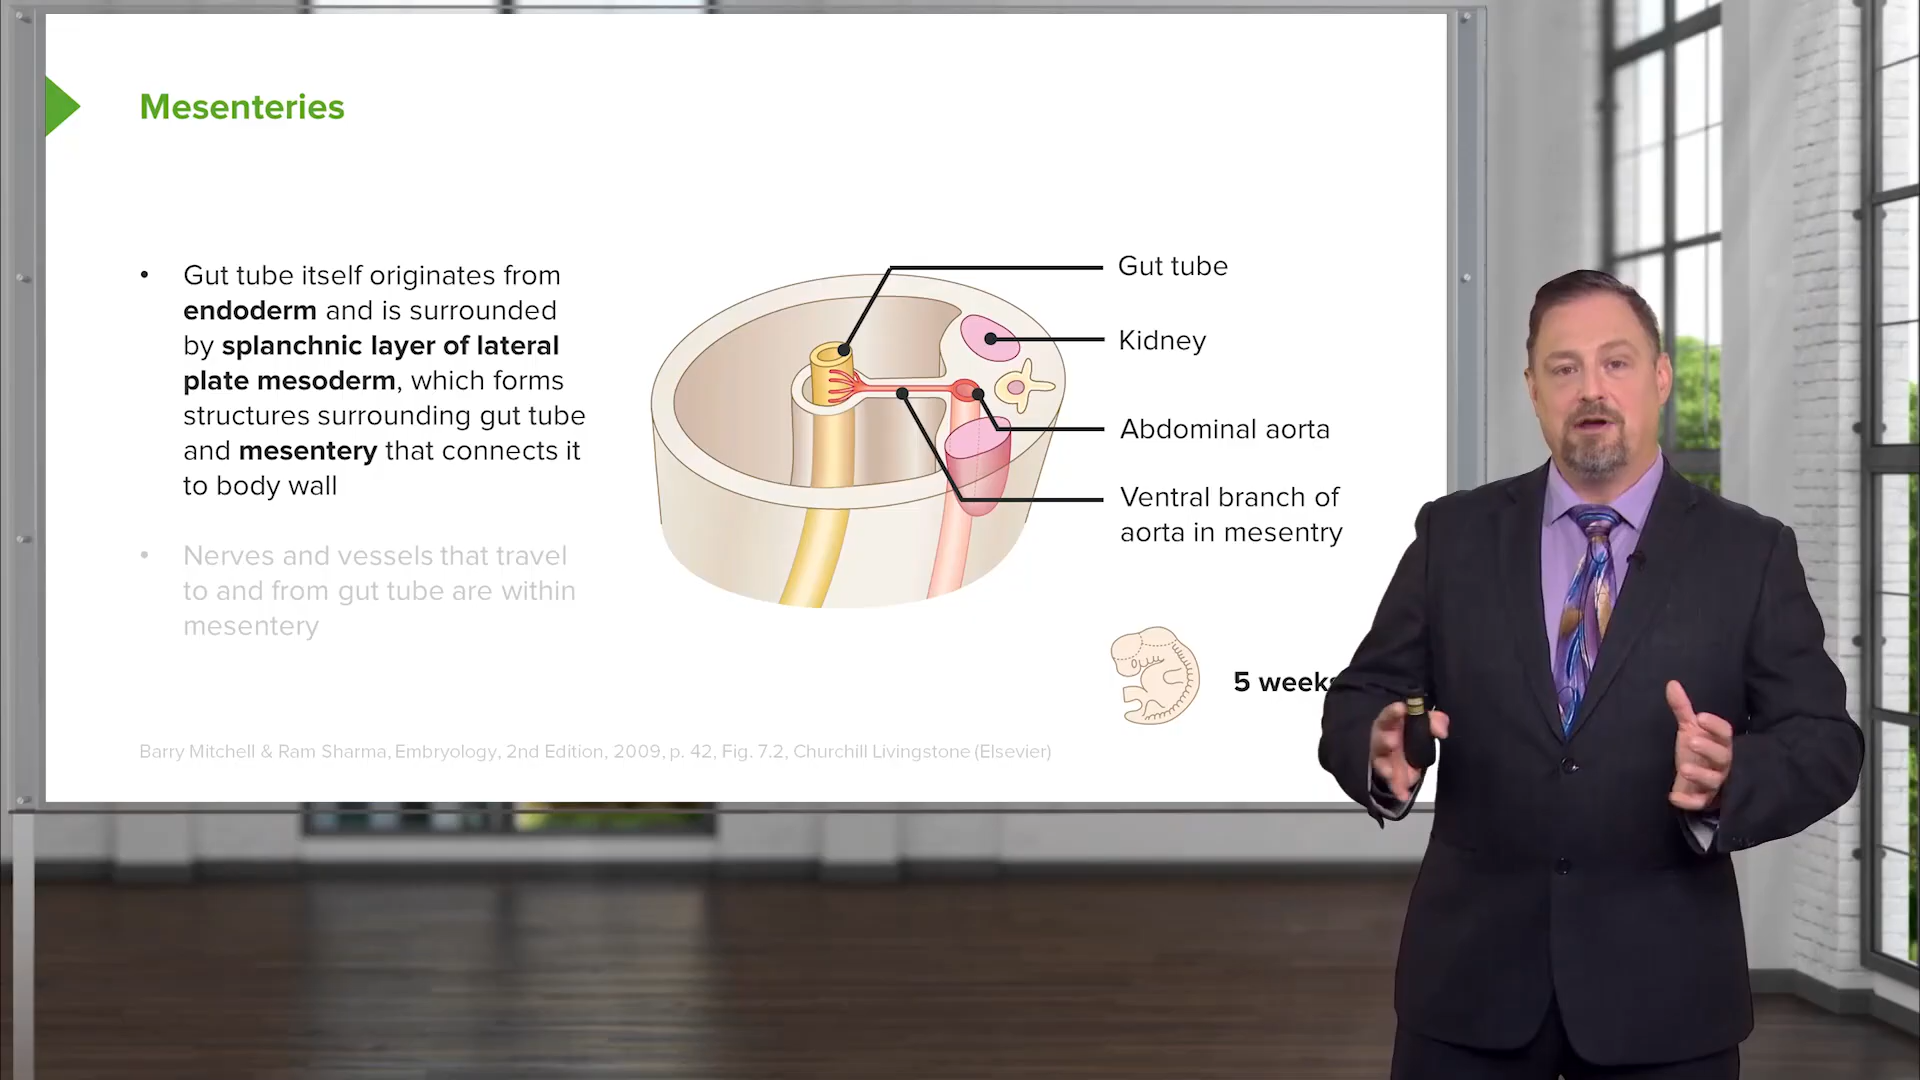 Mesenteries
• Gut tube itself originates from
endoderm and is surrounded
by splanchnic layer of lateral
plate mesoderm, which forms
structures surrounding gut tube
and mesentery that connects it
to body wall
• Nerves and vessels that travel
to and from gut tube are within
mesentery
Gut tube
Kidney
Abdominal aorta
Ventral branch of
aorta in mesentry
5 weeks
Barry Mitchell & Ram Sharma, Embryology, 2nd Edition, 2009, p. 42, Fig. 7.2, Churchill Livingstone (Elsevier)